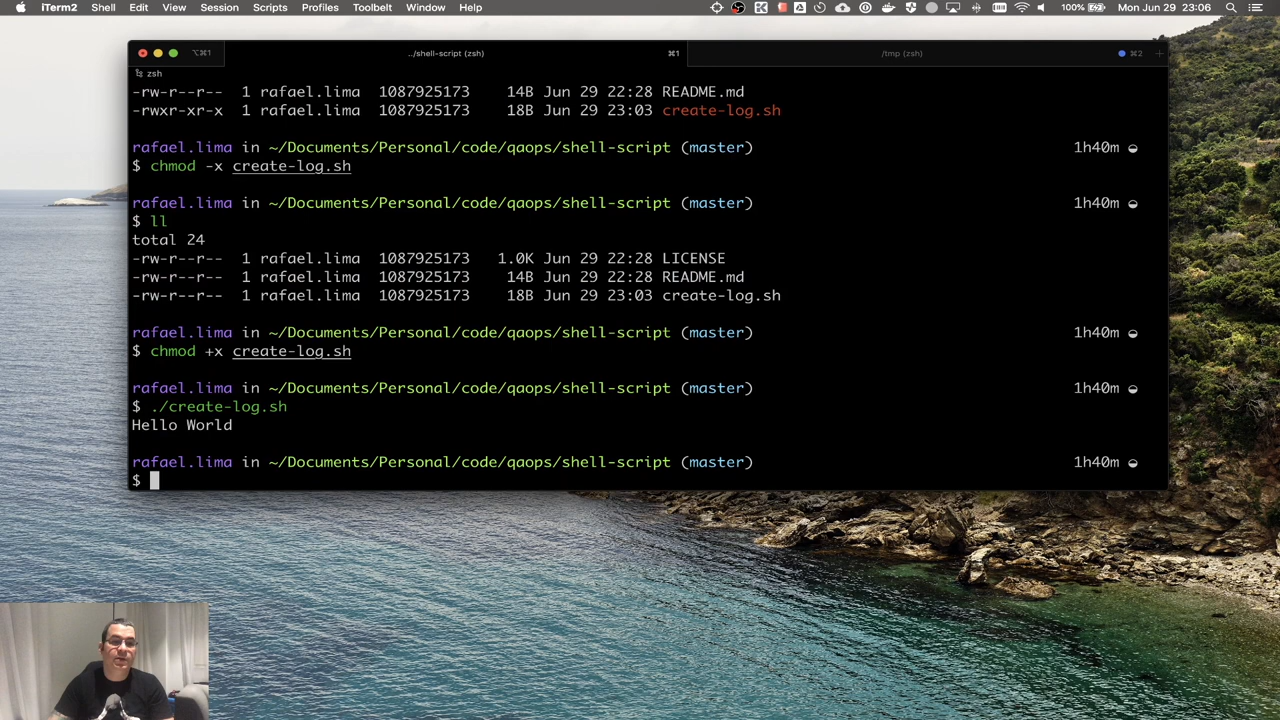 iTerm2 Shell Edit View Session Scripts Profiles Toolbelt Window Help 100% Mon Jun 29 23:06
⌥⌘1 ../shell-script (zsh) ⌘1 /tmp (zsh) ⌘2 +
zsh
-rw-r--r-- 1 rafael.lima 1087925173 14B Jun 29 22:28 README.md
-rwxr-xr-x 1 rafael.lima 1087925173 18B Jun 29 23:03 create-log.sh
rafael.lima in ~/Documents/Personal/code/qaops/shell-script (master) 1h40m
$ chmod -x create-log.sh
rafael.lima in ~/Documents/Personal/code/qaops/shell-script (master) 1h40m
$ ll
total 24
-rw-r--r-- 1 rafael.lima 1087925173 1.0K Jun 29 22:28 LICENSE
-rw-r--r-- 1 rafael.lima 1087925173 14B Jun 29 22:28 README.md
-rw-r--r-- 1 rafael.lima 1087925173 18B Jun 29 23:03 create-log.sh
rafael.lima in ~/Documents/Personal/code/qaops/shell-script (master) 1h40m
$ chmod +x create-log.sh
rafael.lima in ~/Documents/Personal/code/qaops/shell-script (master) 1h40m
$ ./create-log.sh
Hello World
rafael.lima in ~/Documents/Personal/code/qaops/shell-script (master) 1h40m
$